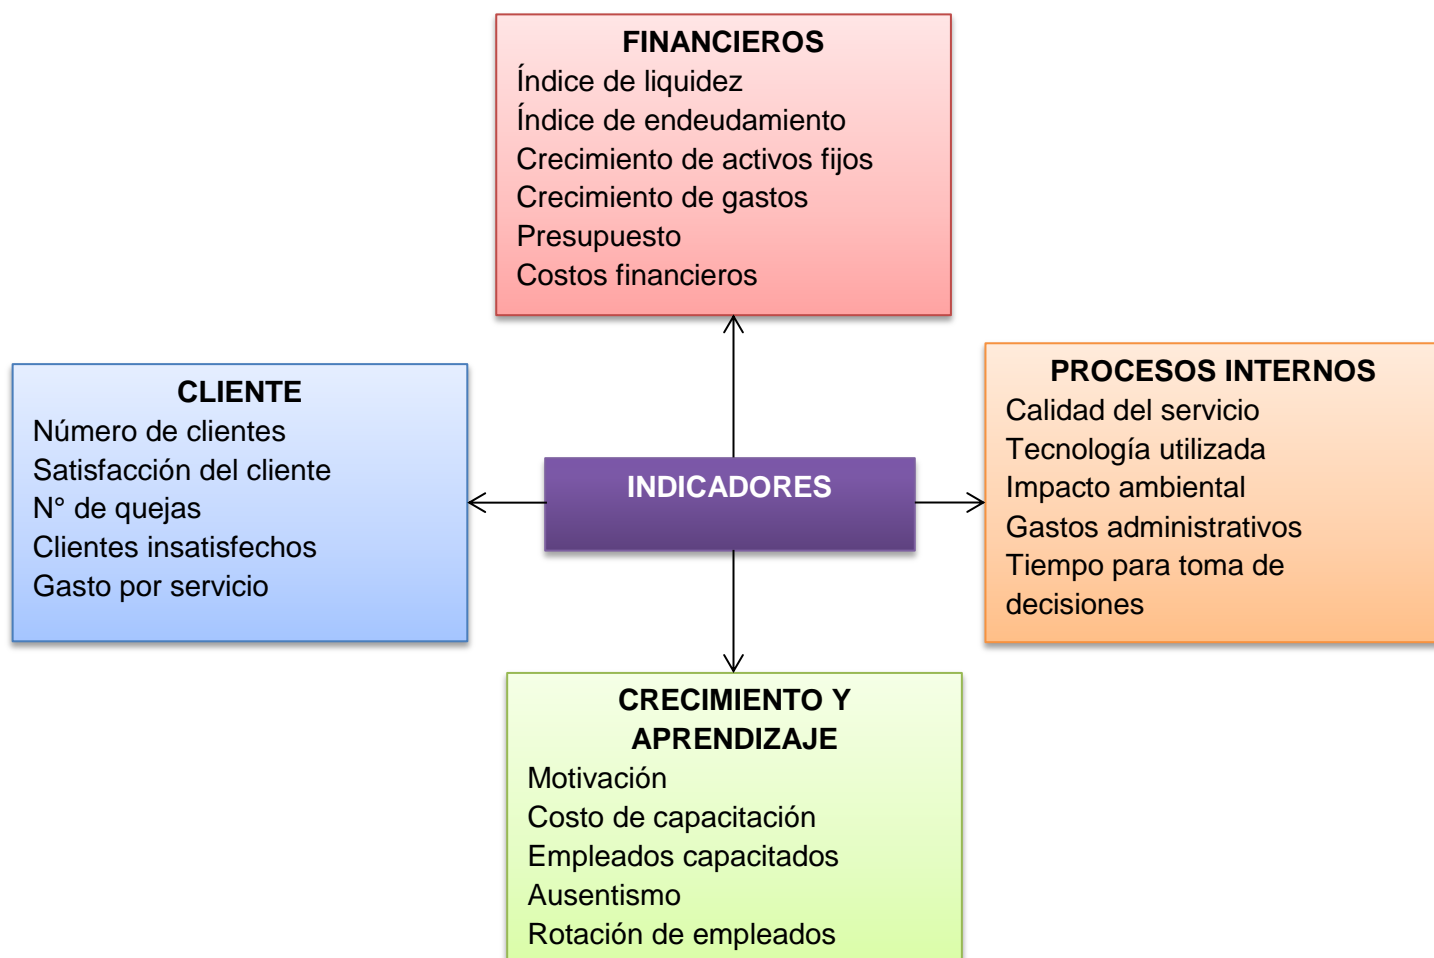 FINANCIEROS
Índice de liquidez
Índice de endeudamiento
Crecimiento de activos fijos
Crecimiento de gastos
Presupuesto
Costos financieros
CLIENTE
Número de clientes
Satisfacción del cliente
N° de quejas
Clientes insatisfechos
Gasto por servicio
INDICADORES
PROCESOS INTERNOS
Calidad del servicio
Tecnología utilizada
Impacto ambiental
Gastos administrativos
Tiempo para toma de
decisiones
CRECIMIENTO Y
APRENDIZAJE
Motivación
Costo de capacitación
Empleados capacitados
Ausentismo
Rotación de empleados